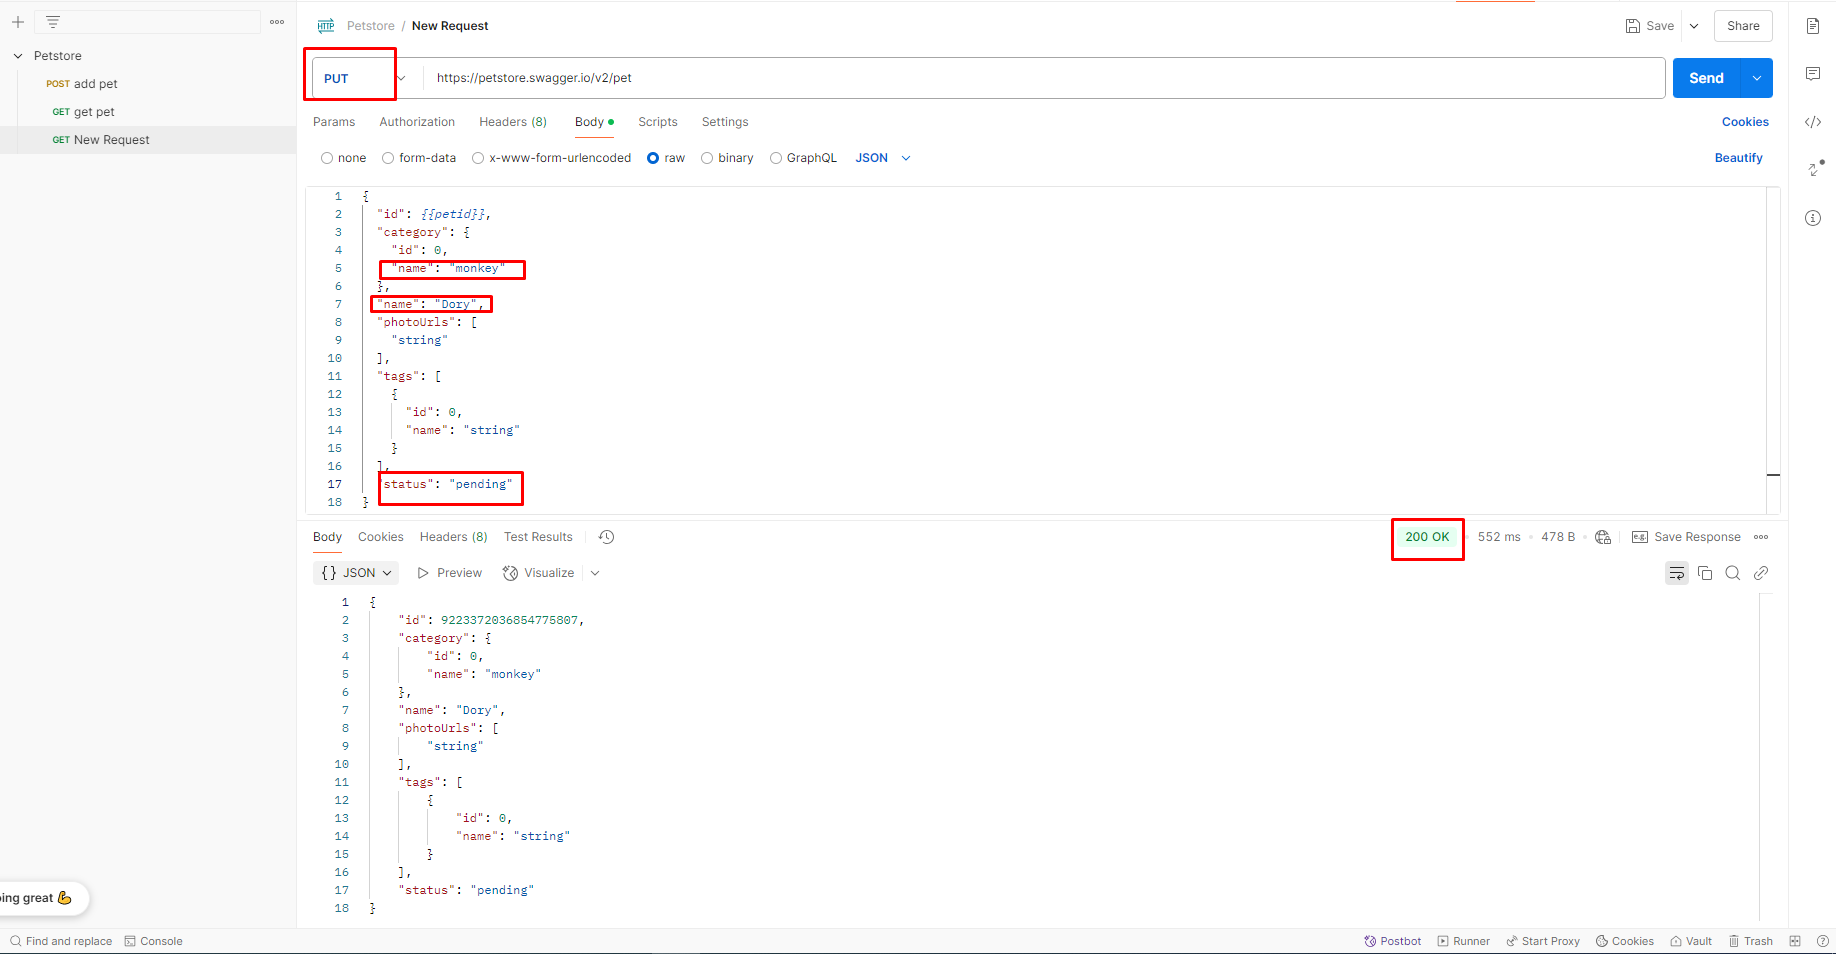 Petstore / New Request
Save
Share
Petstore
POST add pet
GET get pet
GET New Request
PUT
https://petstore.swagger.io/v2/pet
Send
Params Authorization Headers (8) Body Scripts Settings
Cookies
none form-data x-www-form-urlencoded raw binary GraphQL JSON
Beautify
1 {
2 "id": {{petid}},
3 "category": {
4 "id": 0,
5 "name": "monkey"
6 },
7 "name": "Dory",
8 "photoUrls": [
9 "string"
10 ],
11 "tags": [
12 {
13 "id": 0,
14 "name": "string"
15 }
16 ],
17 "status": "pending"
18 }
Body Cookies Headers (8) Test Results
200 OK 552 ms 478 B e.g. Save Response
{} JSON Preview Visualize
1 {
2 "id": 9223372036854775807,
3 "category": {
4 "id": 0,
5 "name": "monkey"
6 },
7 "name": "Dory",
8 "photoUrls": [
9 "string"
10 ],
11 "tags": [
12 {
13 "id": 0,
14 "name": "string"
15 }
16 ],
17 "status": "pending"
18 }
ing great 💪
Find and replace Console
Postbot Runner Start Proxy Cookies Vault Trash